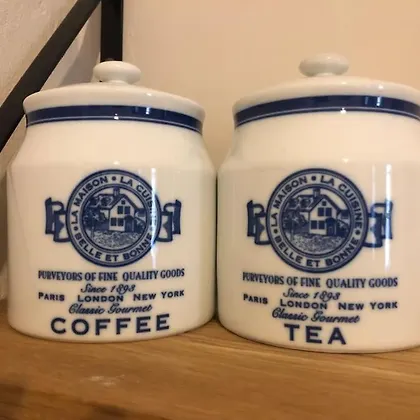 LA MAISON • LA CUISINE
BELLE ET BONNE
PURVEYORS OF FINE QUALITY GOODS
Since 1893
PARIS LONDON NEW YORK
Classic Gourmet
COFFEE
LA MAISON • LA CUISINE
BELLE ET BONNE
PURVEYORS OF FINE QUALITY GOODS
Since 1893
PARIS LONDON NEW YORK
Classic Gourmet
TEA